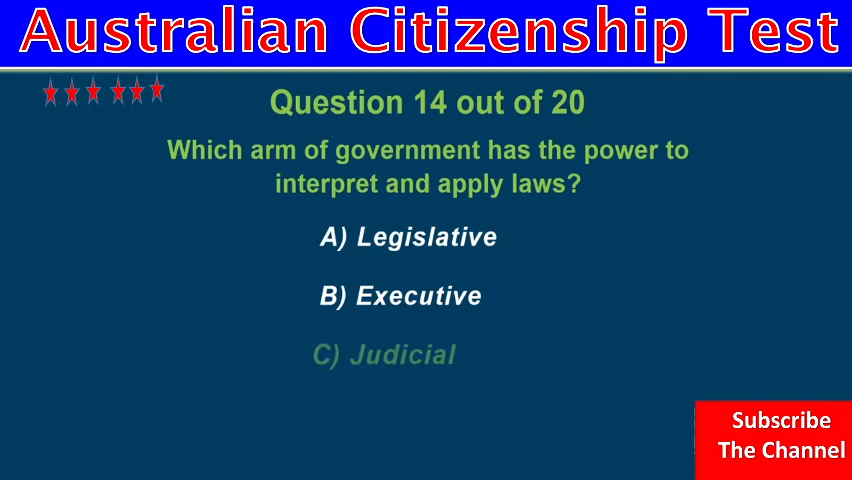 Australian Citizenship Test
Question 14 out of 20
Which arm of government has the power to
interpret and apply laws?
A) Legislative
B) Executive
C) Judicial
Subscribe
The Channel